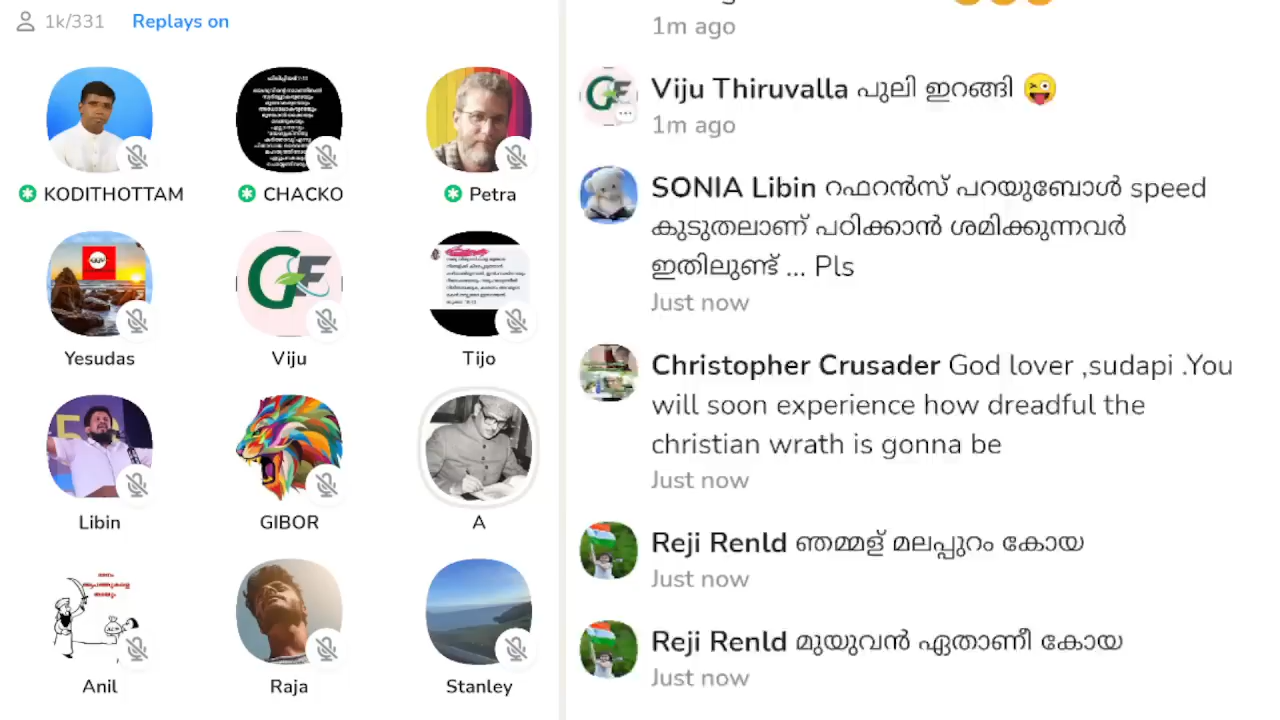 1k/331 Replays on
KODITHOTTAM CHACKO Petra
Yesudas Viju Tijo
Libin GIBOR A
Anil Raja Stanley
1m ago
Viju Thiruvalla പുലി ഇറങ്ങി 😜
1m ago
SONIA Libin റഫറൻസ് പറയുബോൾ speed
കുടുതലാണ് പഠിക്കാൻ ശമിക്കുന്നവർ
ഇതിലുണ്ട് ... Pls
Just now
Christopher Crusader God lover ,sudapi .You
will soon experience how dreadful the
christian wrath is gonna be
Just now
Reji Renld ഞമ്മള് മലപ്പുറം കോയ
Just now
Reji Renld മുയുവൻ ഏതാണീ കോയ
Just now